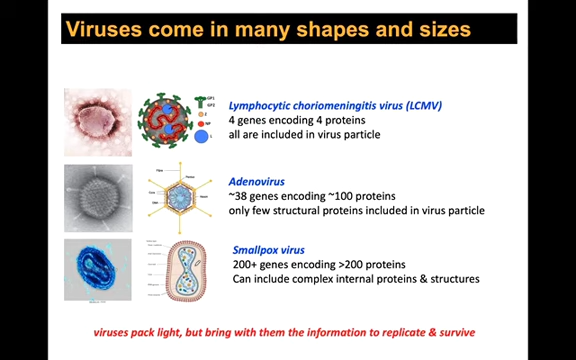 Viruses come in many shapes and sizes
GP1
GP2
Z
NP
L
Lymphocytic choriomeningitis virus (LCMV)
4 genes encoding 4 proteins
all are included in virus particle
Adenovirus
~38 genes encoding ~100 proteins
only few structural proteins included in virus particle
Smallpox virus
200+ genes encoding >200 proteins
Can include complex internal proteins & structures
viruses pack light, but bring with them the information to replicate & survive